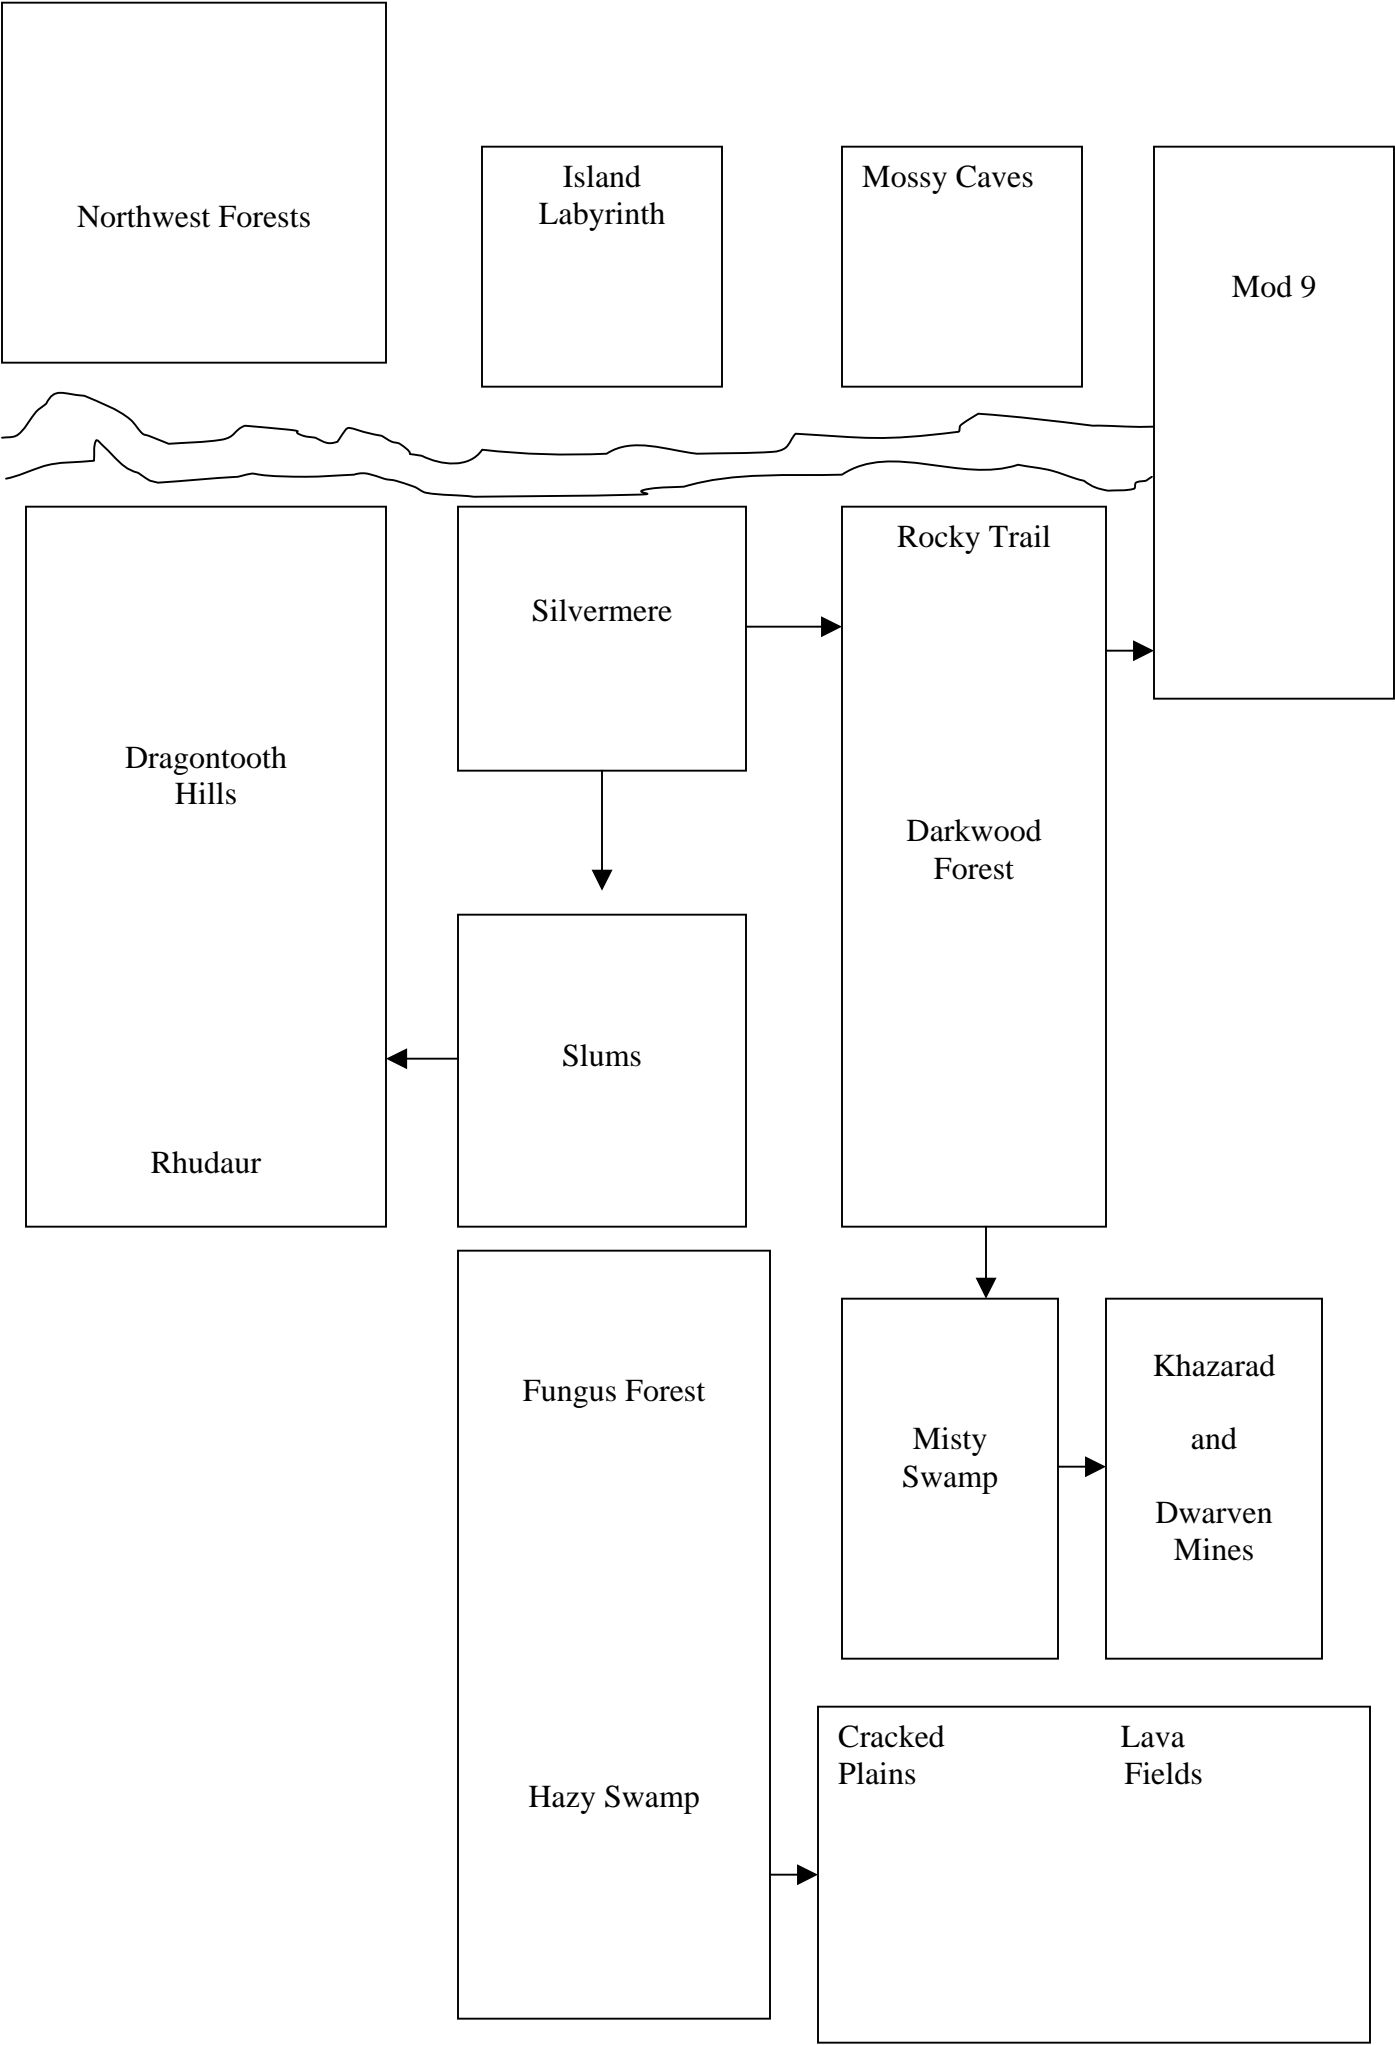 Northwest Forests
Island
Labyrinth
Mossy Caves
Mod 9
Dragontooth
Hills
Rhudaur
Silvermere
Rocky Trail
Darkwood
Forest
Slums
Fungus Forest
Hazy Swamp
Misty
Swamp
Khazarad
and
Dwarven
Mines
Cracked
Plains
Lava
Fields